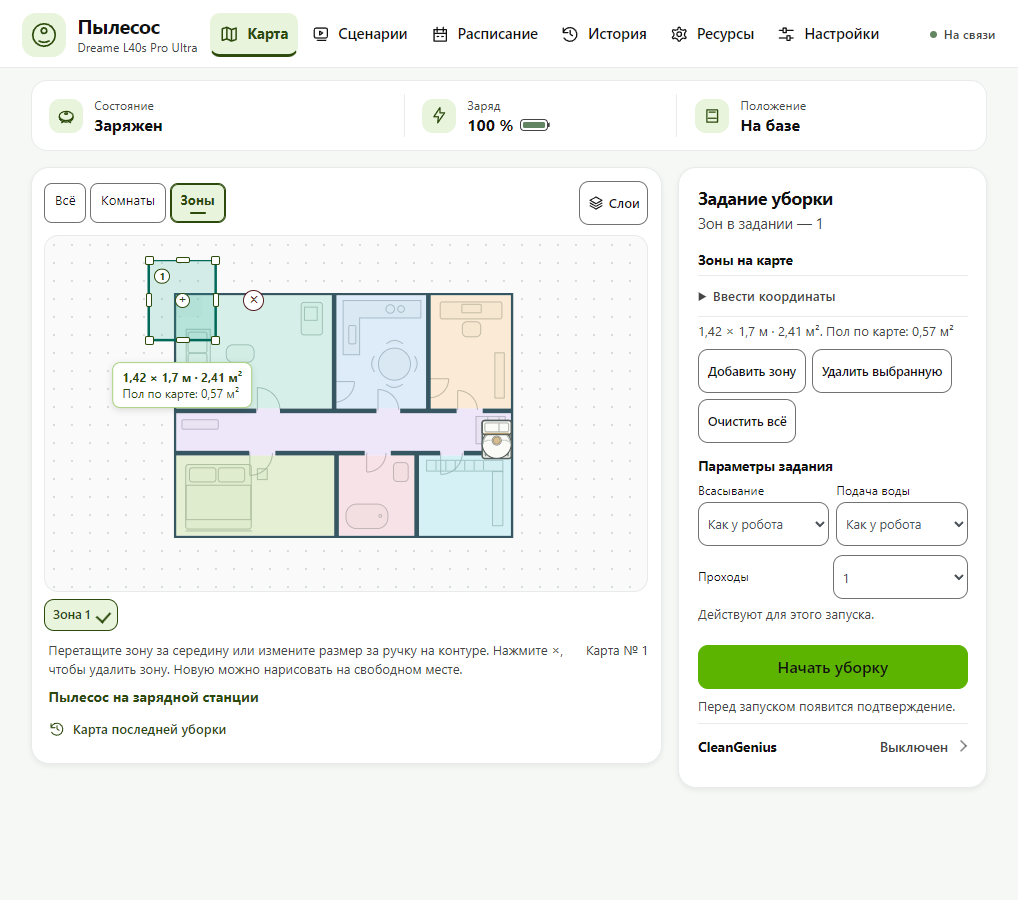 Пылесос
Dreame L40s Pro Ultra
Карта
Сценарии
Расписание
История
Ресурсы
Настройки
На связи
Состояние
Заряжен
Заряд
100 %
Положение
На базе
Всё
Комнаты
Зоны
Слои
1
+
×
1,42 × 1,7 м · 2,41 м²
Пол по карте: 0,57 м²
Зона 1
Перетащите зону за середину или измените размер за ручку на контуре. Нажмите ×,
чтобы удалить зону. Новую можно нарисовать на свободном месте.
Карта № 1
Пылесос на зарядной станции
Карта последней уборки
Задание уборки
Зон в задании — 1
Зоны на карте
Ввести координаты
1,42 × 1,7 м · 2,41 м². Пол по карте: 0,57 м²
Добавить зону
Удалить выбранную
Очистить всё
Параметры задания
Всасывание
Подача воды
Как у робота
Как у робота
Проходы
1
Действуют для этого запуска.
Начать уборку
Перед запуском появится подтверждение.
CleanGenius
Выключен